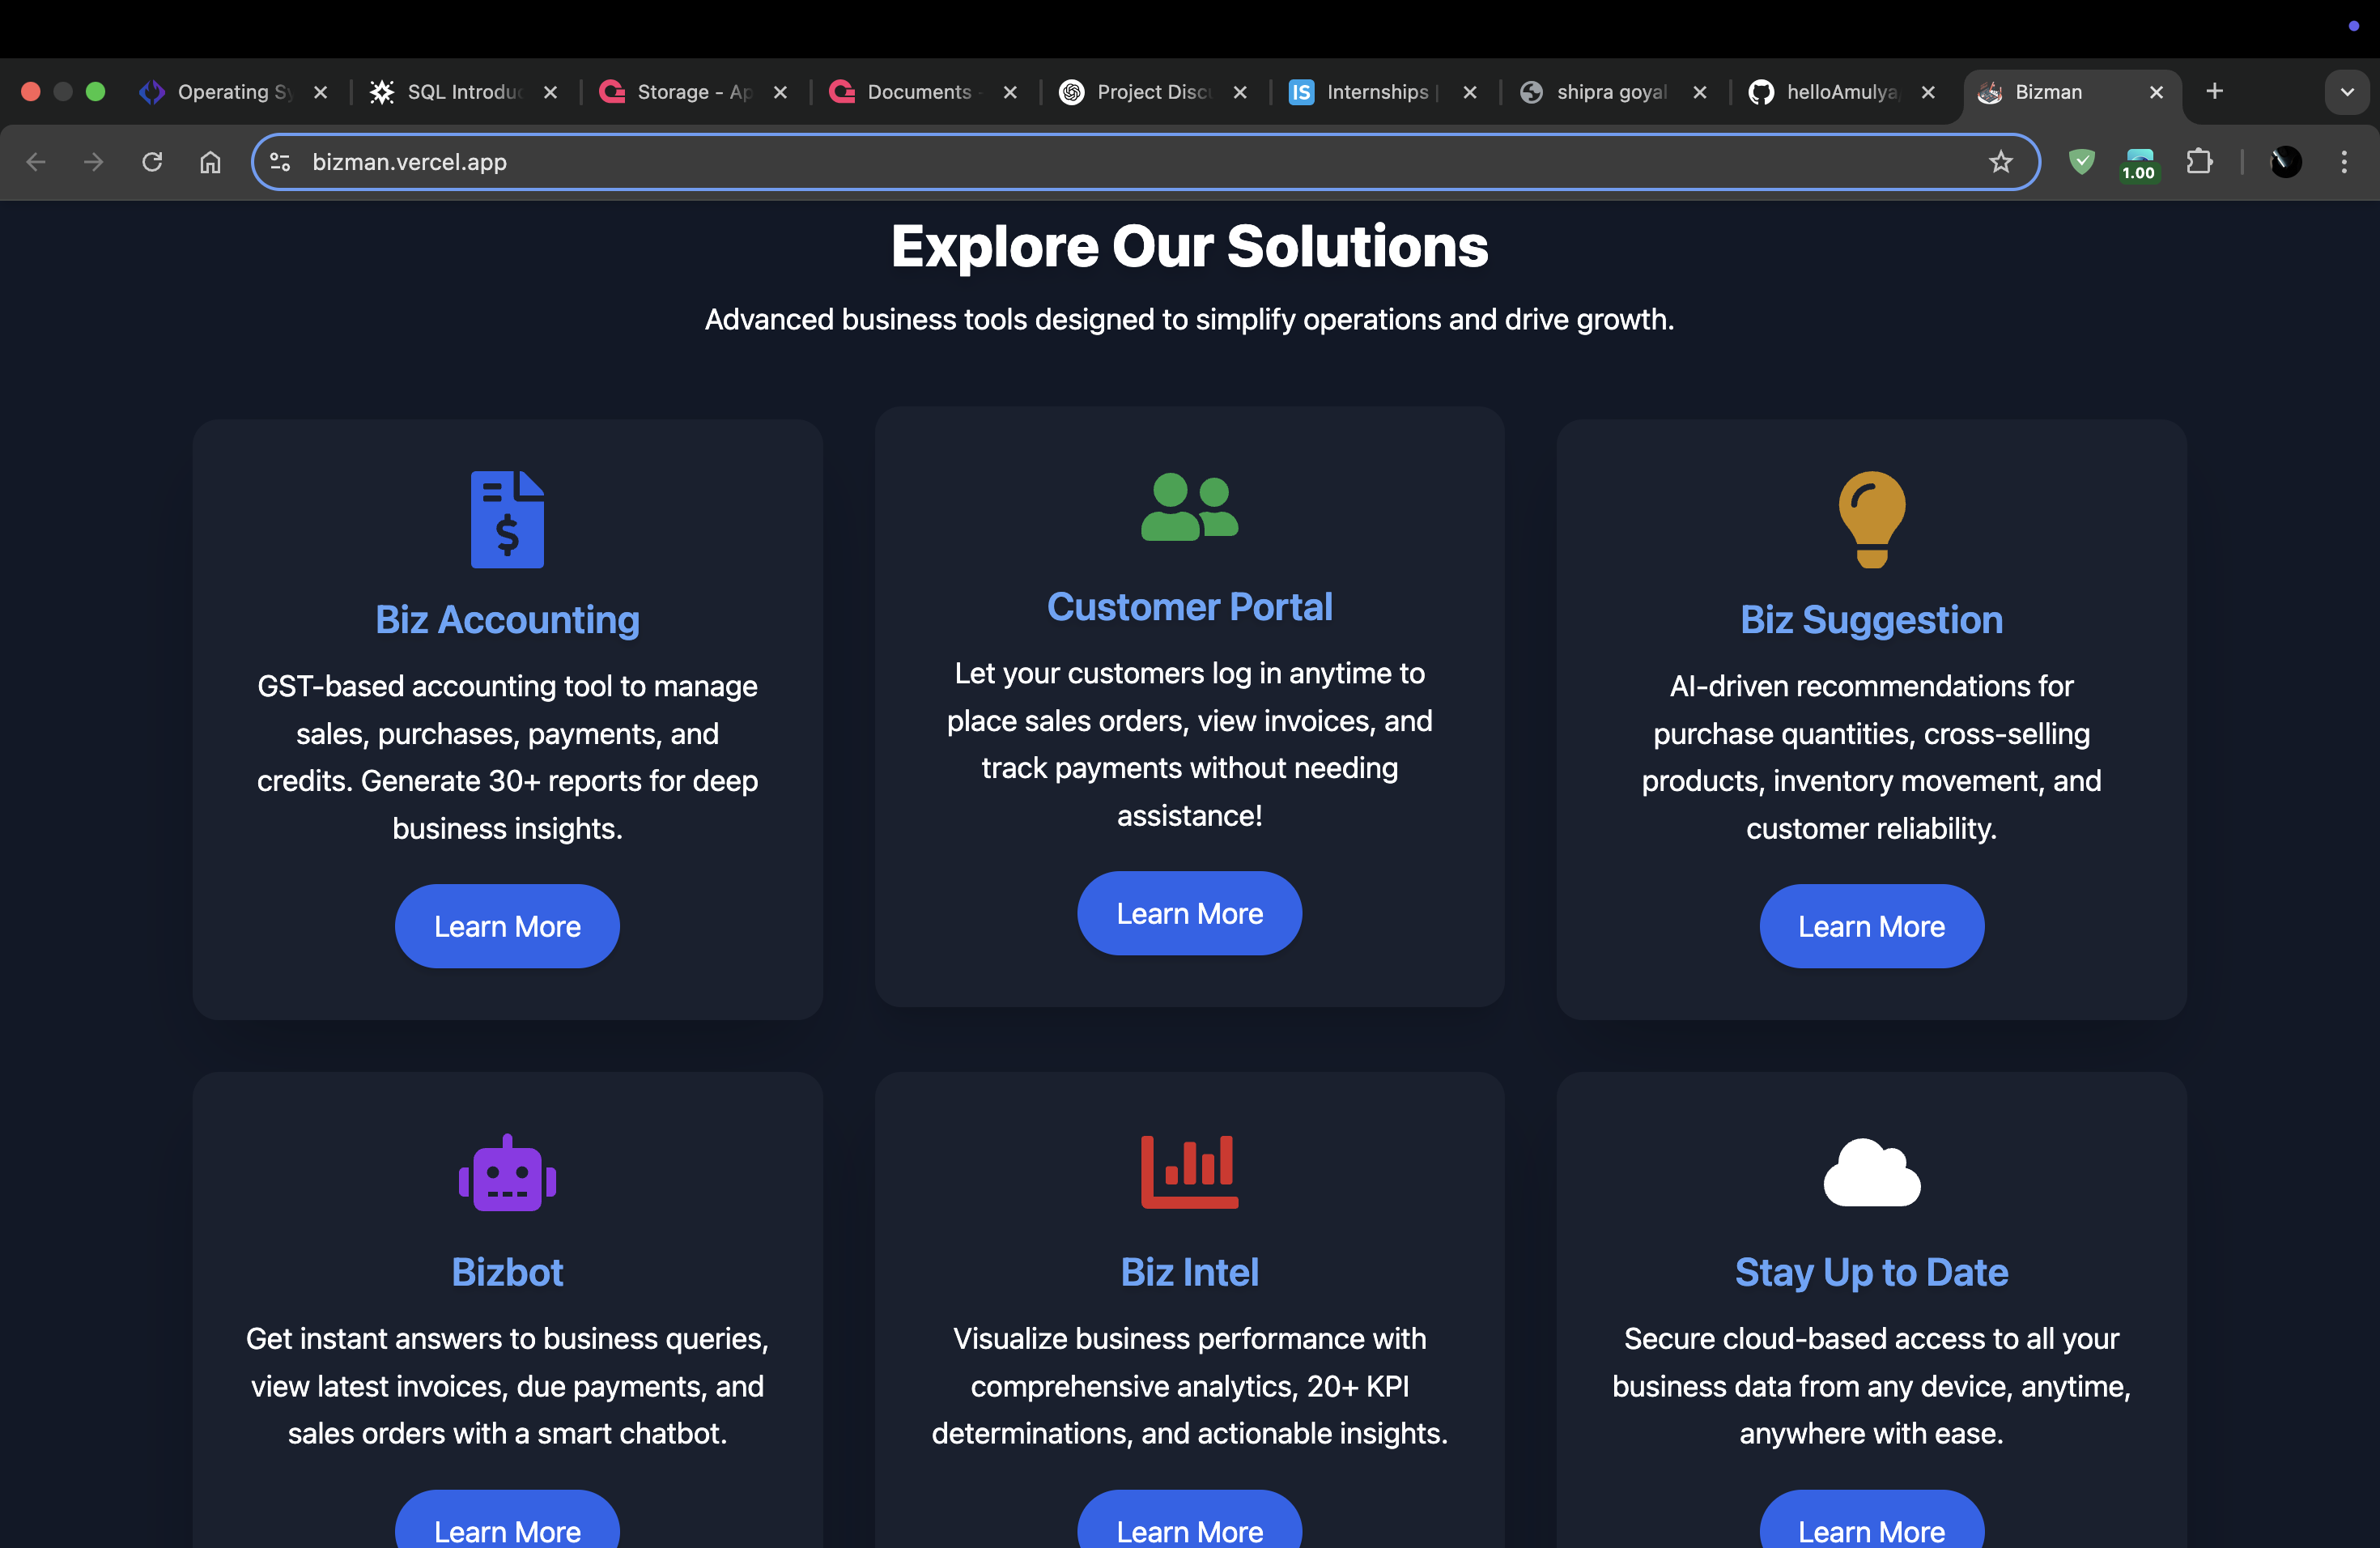 Operating Sy
SQL Introduc
Storage - Ap
Documents -
Project Discu
IS
Internships |
shipra goyal
helloAmulya/
Bizman
bizman.vercel.app
1.00
Explore Our Solutions
Advanced business tools designed to simplify operations and drive growth.
$
Biz Accounting
GST-based accounting tool to manage
sales, purchases, payments, and
credits. Generate 30+ reports for deep
business insights.
Learn More
Customer Portal
Let your customers log in anytime to
place sales orders, view invoices, and
track payments without needing
assistance!
Learn More
Biz Suggestion
AI-driven recommendations for
purchase quantities, cross-selling
products, inventory movement, and
customer reliability.
Learn More
Bizbot
Get instant answers to business queries,
view latest invoices, due payments, and
sales orders with a smart chatbot.
Learn More
Biz Intel
Visualize business performance with
comprehensive analytics, 20+ KPI
determinations, and actionable insights.
Learn More
Stay Up to Date
Secure cloud-based access to all your
business data from any device, anytime,
anywhere with ease.
Learn More